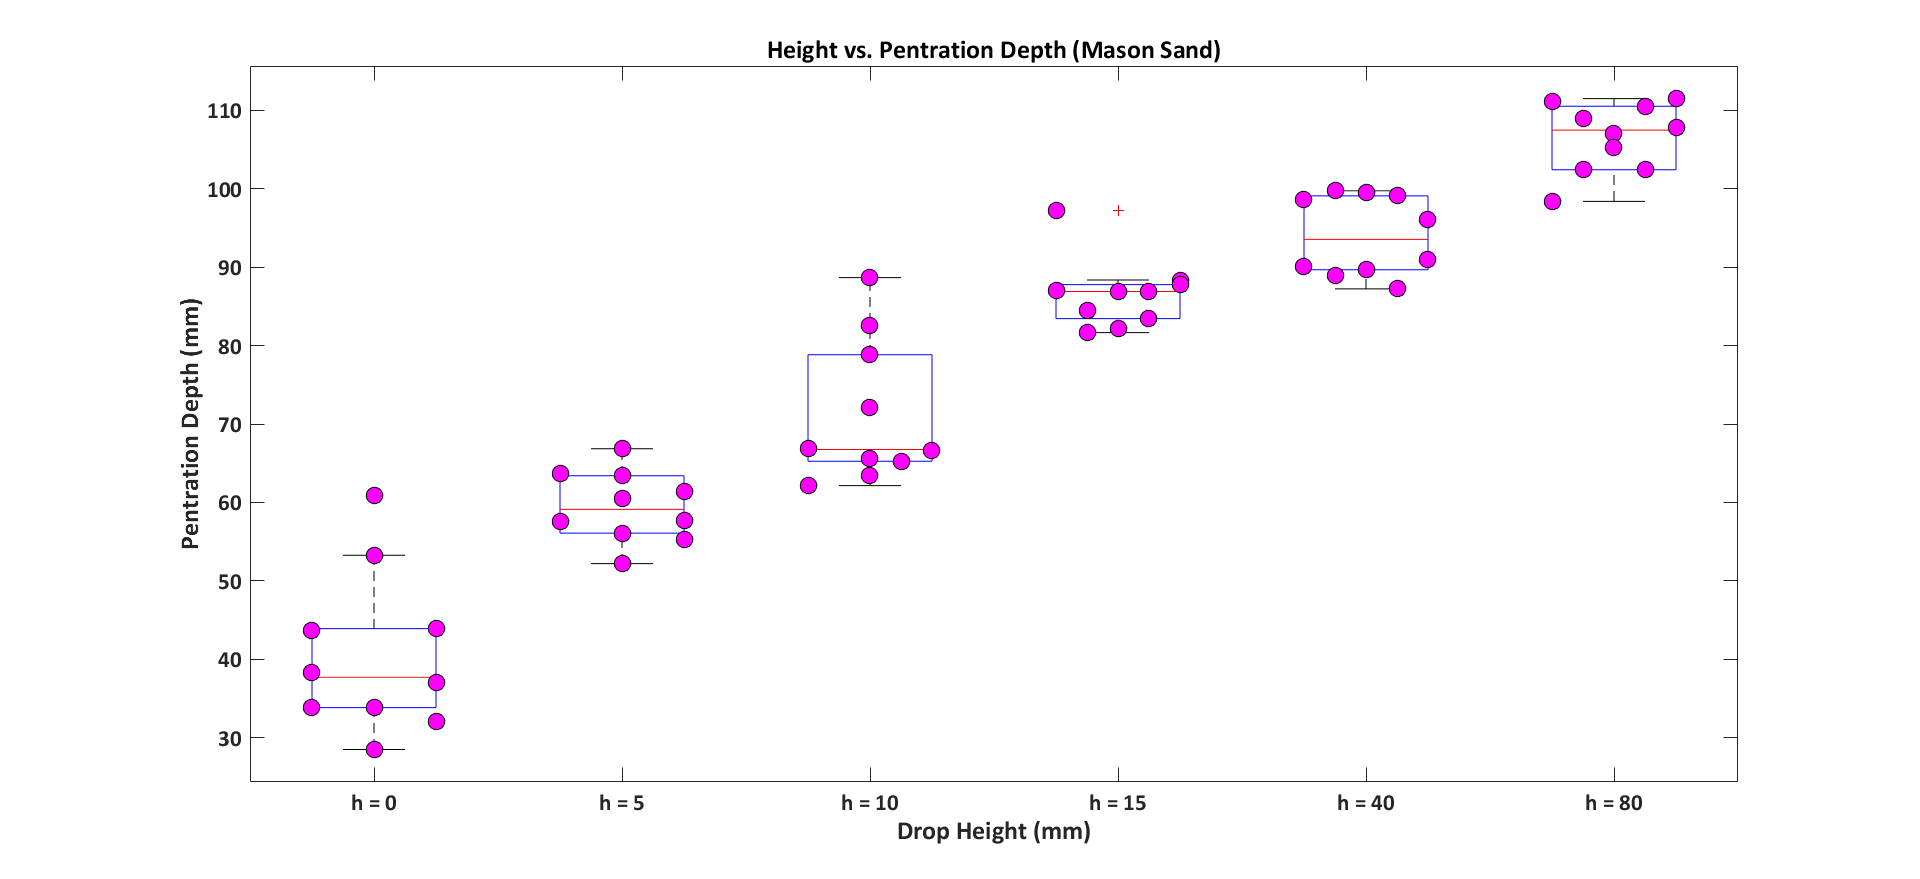 Height vs. Pentration Depth (Mason Sand)
Pentration Depth (mm)
110
100
90
80
70
60
50
40
30
h = 0
h = 5
h = 10
h = 15
h = 40
h = 80
Drop Height (mm)